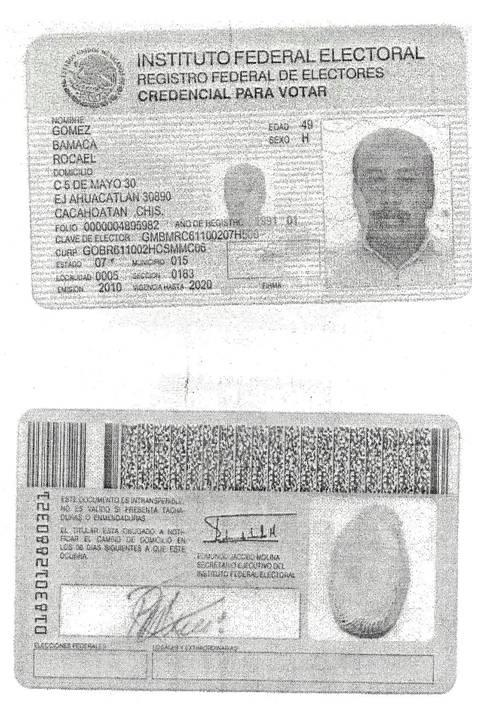 INSTITUTO FEDERAL ELECTORAL
REGISTRO FEDERAL DE ELECTORES
CREDENCIAL PARA VOTAR
NOMBRE
GOMEZ
BAMACA
ROCAEL
EDAD 49
SEXO H
DOMICILIO
C 5 DE MAYO 30
EJ AHUACATLAN 30890
CACAHOATAN ,CHIS.
FOLIO 0000004895982 AÑO DE REGISTRO 1991 01
CLAVE DE ELECTOR GMBMRC61100207H500
CURP GOBR611002HCSMMC06
ESTADO 07 MUNICIPIO 015
LOCALIDAD 0005 SECCION 0183
EMISION 2010 VIGENCIA HASTA 2020
FIRMA
ESTE DOCUMENTO ES INTRANSFERIBLE,
NO ES VALIDO SI PRESENTA TACHA-
DURAS O ENMENDADURAS.
EL TITULAR ESTA OBLIGADO A NOTI-
FICAR EL CAMBIO DE DOMICILIO EN
LOS 30 DIAS SIGUIENTES A QUE ESTE
OCURRA.
EDMUNDO JACOBO MOLINA
SECRETARIO EJECUTIVO DEL
INSTITUTO FEDERAL ELECTORAL
0183012880321
ELECCIONES FEDERALES
LOCALES Y EXTRAORDINARIAS